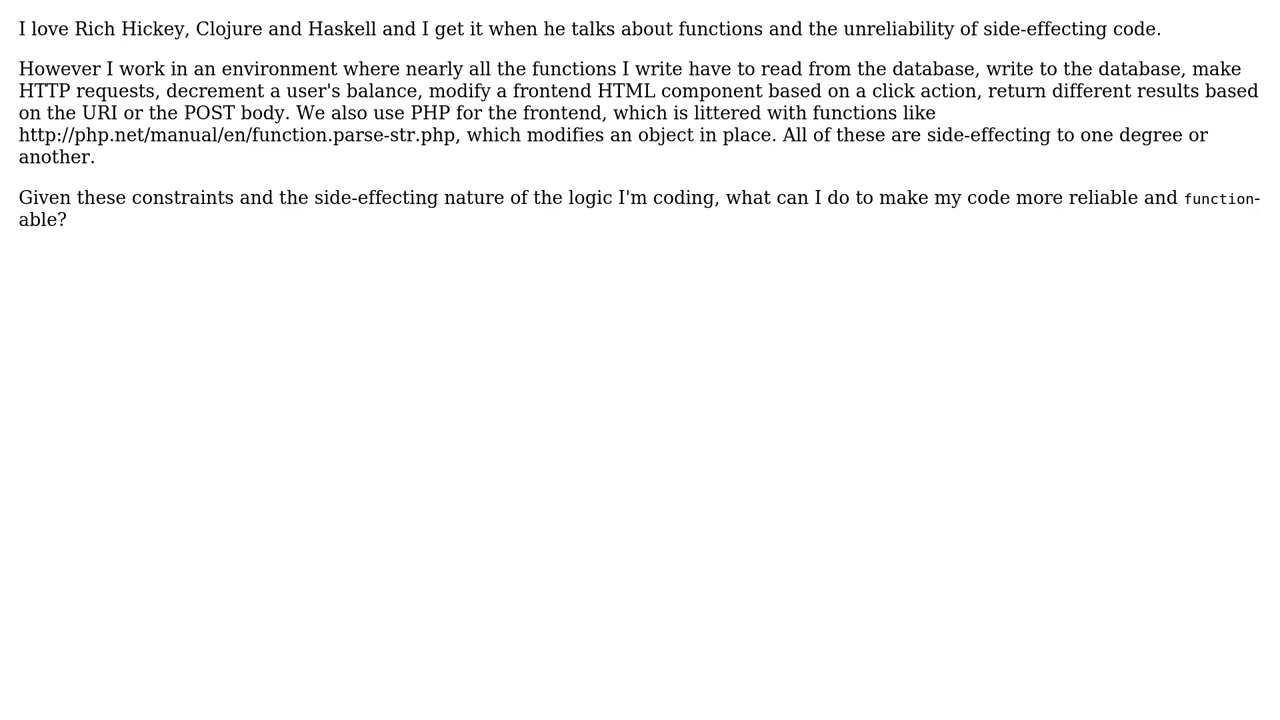 I love Rich Hickey, Clojure and Haskell and I get it when he talks about functions and the unreliability of side-effecting code.
However I work in an environment where nearly all the functions I write have to read from the database, write to the database, make
HTTP requests, decrement a user's balance, modify a frontend HTML component based on a click action, return different results based
on the URI or the POST body. We also use PHP for the frontend, which is littered with functions like
http://php.net/manual/en/function.parse-str.php, which modifies an object in place. All of these are side-effecting to one degree or
another.
Given these constraints and the side-effecting nature of the logic I'm coding, what can I do to make my code more reliable and function-
able?